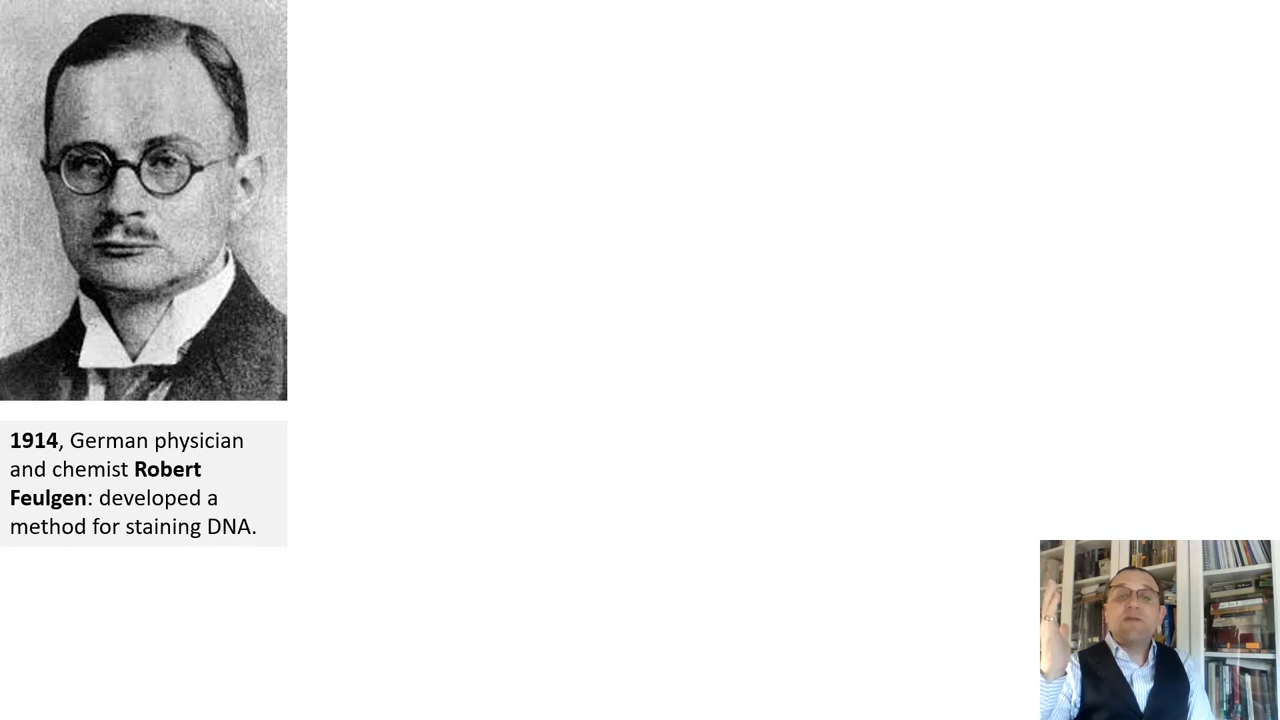 1914, German physician
and chemist Robert
Feulgen: developed a
method for staining DNA.